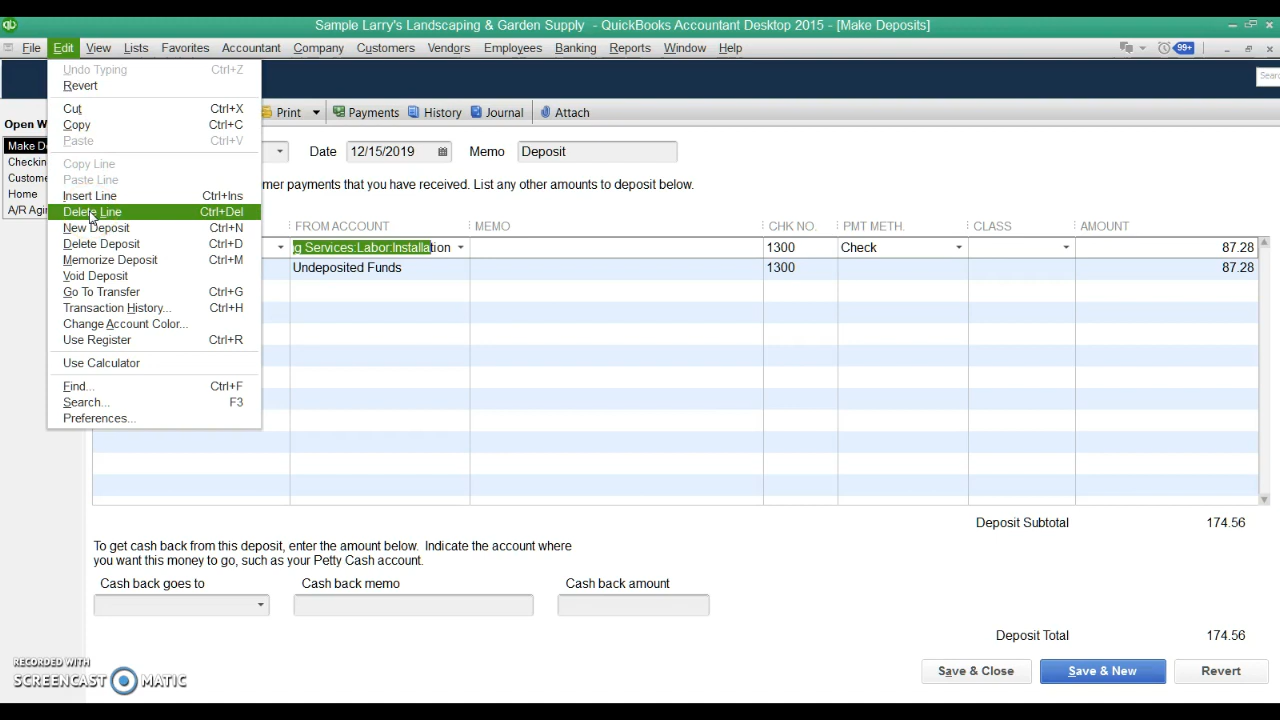 Sample Larry's Landscaping & Garden Supply - QuickBooks Accountant Desktop 2015 - [Make Deposits]
File Edit View Lists Favorites Accountant Company Customers Vendors Employees Banking Reports Window Help 99+
Undo Typing Ctrl+Z
Revert
Cut Ctrl+X
Copy Ctrl+C
Paste Ctrl+V
Copy Line
Paste Line
Insert Line Ctrl+Ins
Delete Line Ctrl+Del
New Deposit Ctrl+N
Delete Deposit Ctrl+D
Memorize Deposit Ctrl+M
Void Deposit
Go To Transfer Ctrl+G
Transaction History... Ctrl+H
Change Account Color...
Use Register Ctrl+R
Use Calculator
Find... Ctrl+F
Search... F3
Preferences...
Sear
Print Payments History Journal Attach
Open W
Make De
Checkin
Custome
Home
A/R Agi
Date 12/15/2019 Memo Deposit
mer payments that you have received. List any other amounts to deposit below.
FROM ACCOUNT MEMO CHK NO. PMT METH. CLASS AMOUNT
g Services Labor:Installation 1300 Check 87.28
Undeposited Funds 1300 87.28
Deposit Subtotal 174.56
To get cash back from this deposit, enter the amount below. Indicate the account where
you want this money to go, such as your Petty Cash account.
Cash back goes to Cash back memo Cash back amount
Deposit Total 174.56
Save & Close Save & New Revert
RECORDED WITH
SCREENCAST MATIC